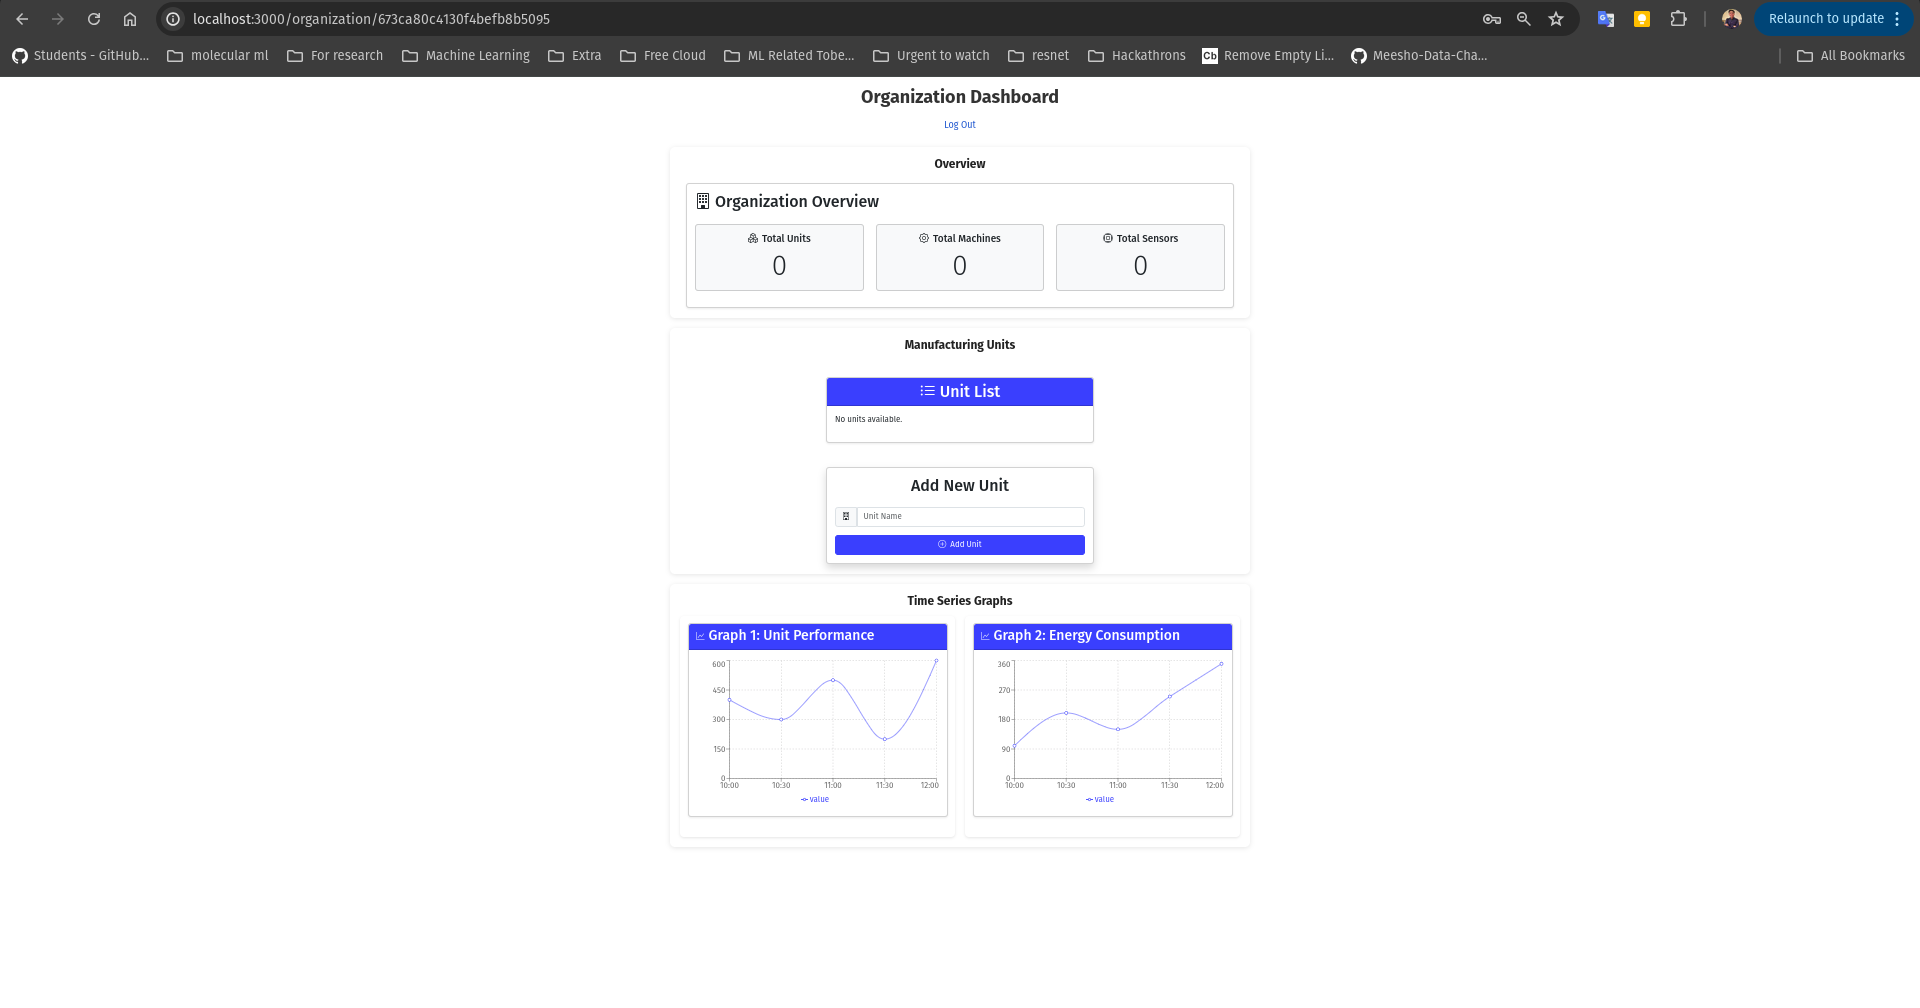 localhost:3000/organization/673ca80c4130f4befb8b5095
Relaunch to update
Students - GitHub... molecular ml For research Machine Learning Extra Free Cloud ML Related Tobe... Urgent to watch resnet Hackathrons Cb Remove Empty Li... Meesho-Data-Cha... All Bookmarks
Organization Dashboard
Log Out
Overview
Organization Overview
Total Units Total Machines Total Sensors
0 0 0
Manufacturing Units
Unit List
No units available.
Add New Unit
Unit Name
Add Unit
Time Series Graphs
Graph 1: Unit Performance
600
450
300
150
0
10:00 10:30 11:00 11:30 12:00
value
Graph 2: Energy Consumption
360
270
180
90
0
10:00 10:30 11:00 11:30 12:00
value